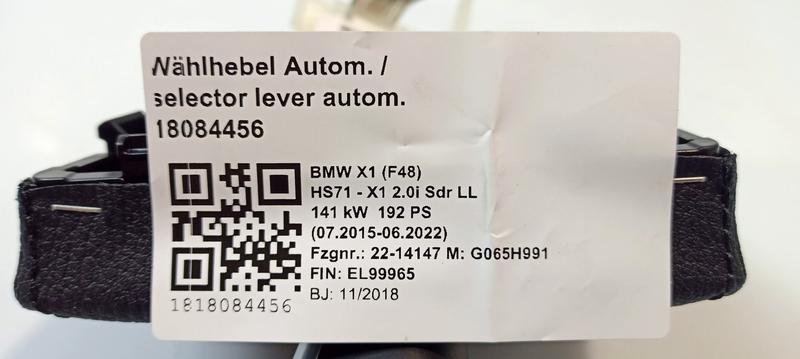 Wählhebel Autom. /
selector lever autom.
18084456
BMW X1 (F48)
HS71 - X1 2.0i Sdr LL
141 kW 192 PS
(07.2015-06.2022)
Fzgnr.: 22-14147 M: G065H991
FIN: EL99965
BJ: 11/2018
1818084456